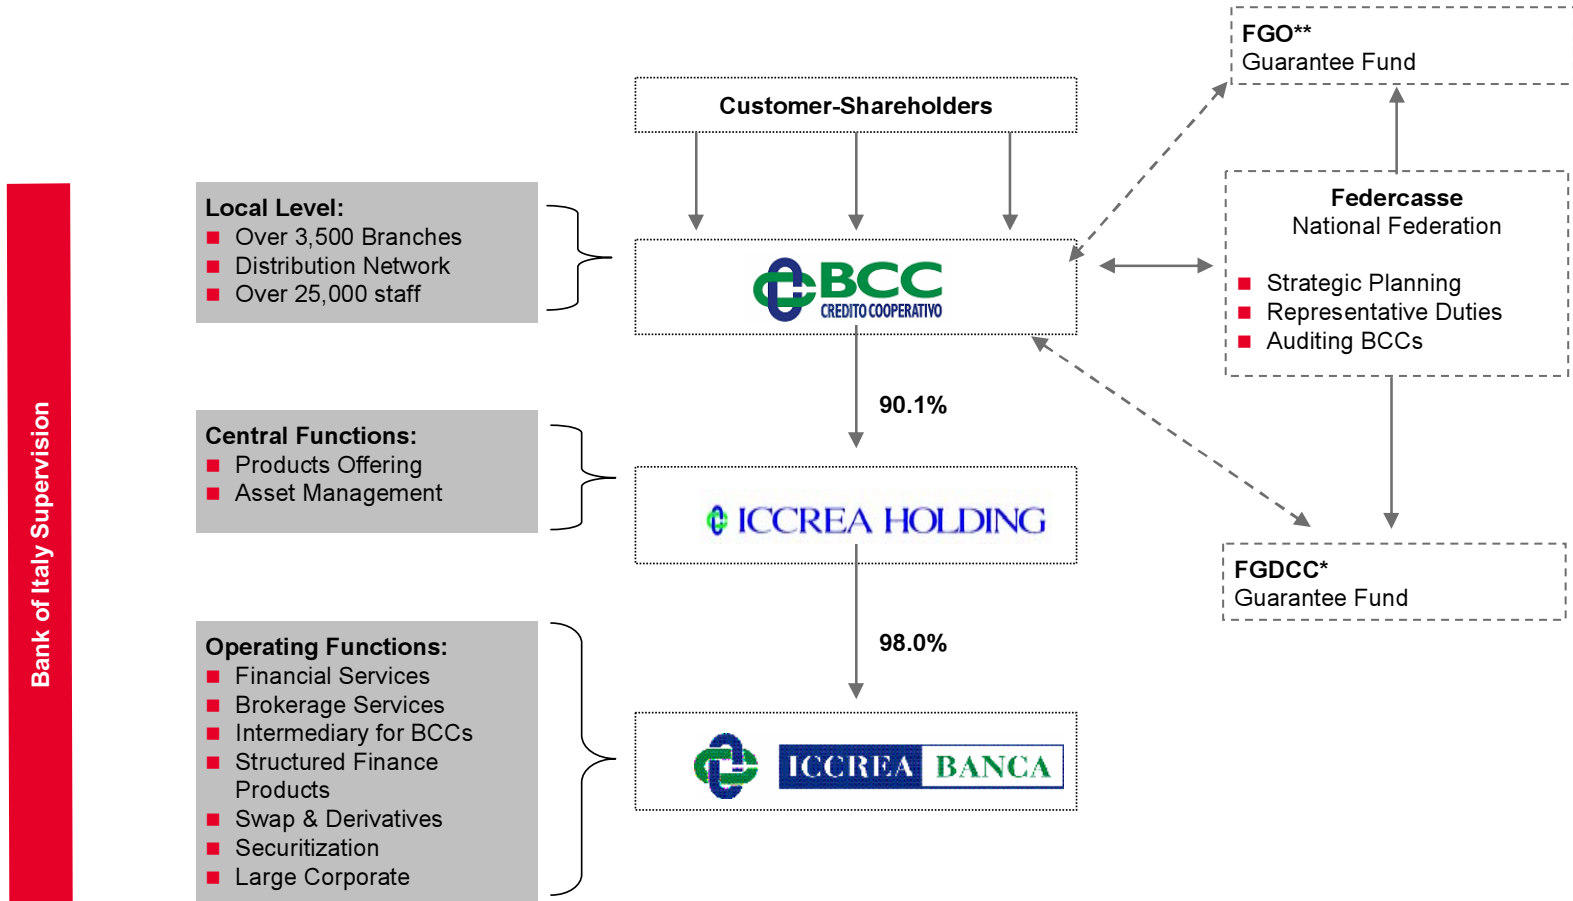 FGO**
Guarantee Fund
Customer-Shareholders
Federcasse
National Federation
Strategic Planning
Representative Duties
Auditing BCCs
Local Level:
Over 3,500 Branches
Distribution Network
Over 25,000 staff
BCC
CREDITO COOPERATIVO
90.1%
Central Functions:
Products Offering
Asset Management
ICCREA HOLDING
FGDCC*
Guarantee Fund
98.0%
Operating Functions:
Financial Services
Brokerage Services
Intermediary for BCCs
Structured Finance
Products
Swap & Derivatives
Securitization
Large Corporate
ICCREA BANCA
Bank of Italy Supervision